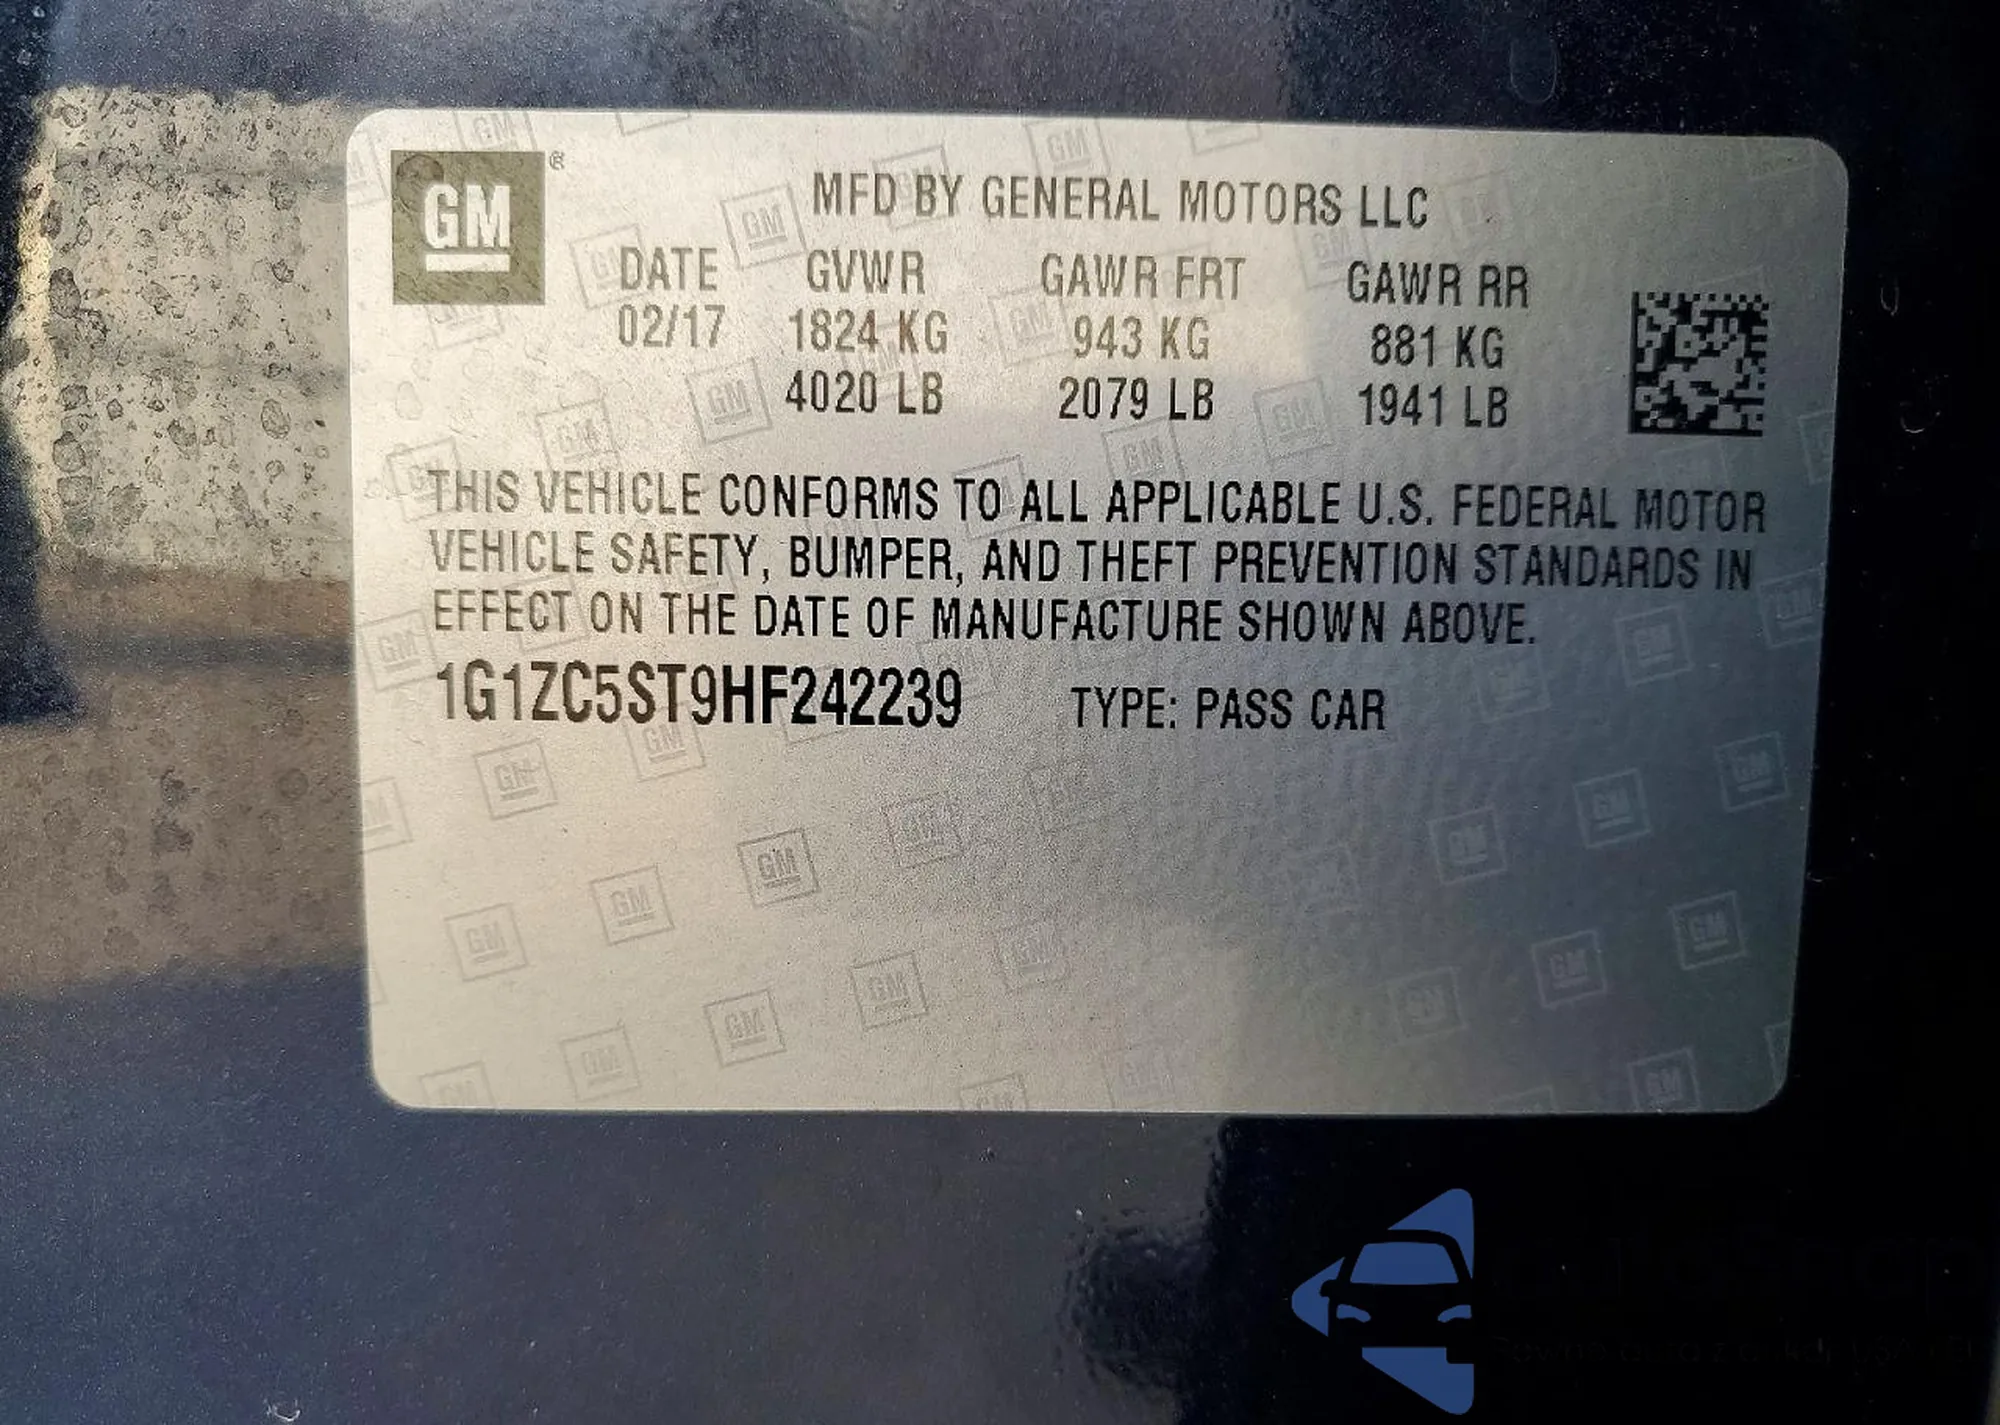 GM ®
MFD BY GENERAL MOTORS LLC
DATE GVWR GAWR FRT GAWR RR
02/17 1824 KG 943 KG 881 KG
4020 LB 2079 LB 1941 LB
THIS VEHICLE CONFORMS TO ALL APPLICABLE U.S. FEDERAL MOTOR
VEHICLE SAFETY, BUMPER, AND THEFT PREVENTION STANDARDS IN
EFFECT ON THE DATE OF MANUFACTURE SHOWN ABOVE.
1G1ZC5ST9HF242239 TYPE: PASS CAR